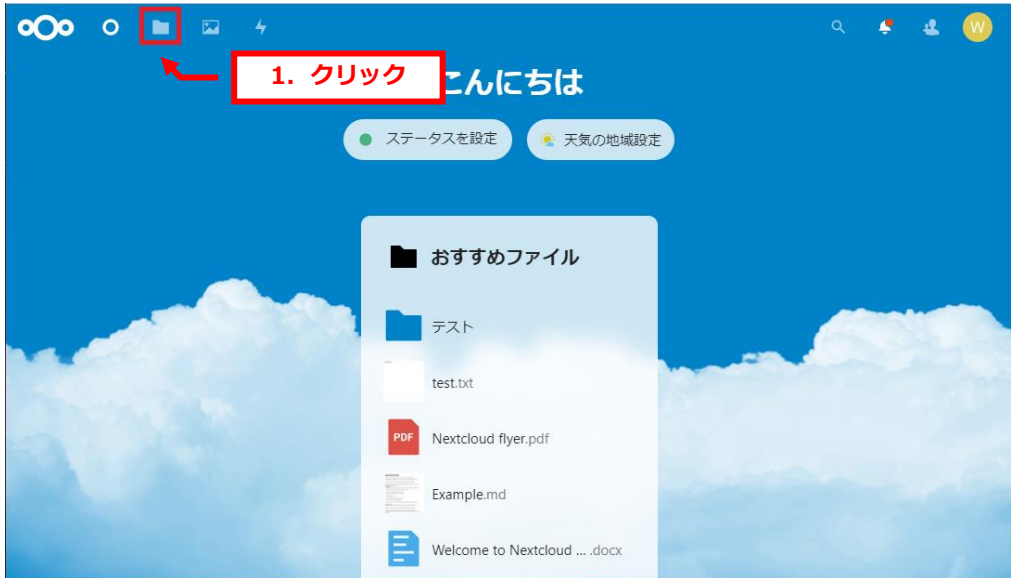 W
1. クリック
こんにちは
ステータスを設定
天気の地域設定
おすすめファイル
テスト
test.txt
PDF
Nextcloud flyer.pdf
Example.md
Welcome to Nextcloud ... .docx